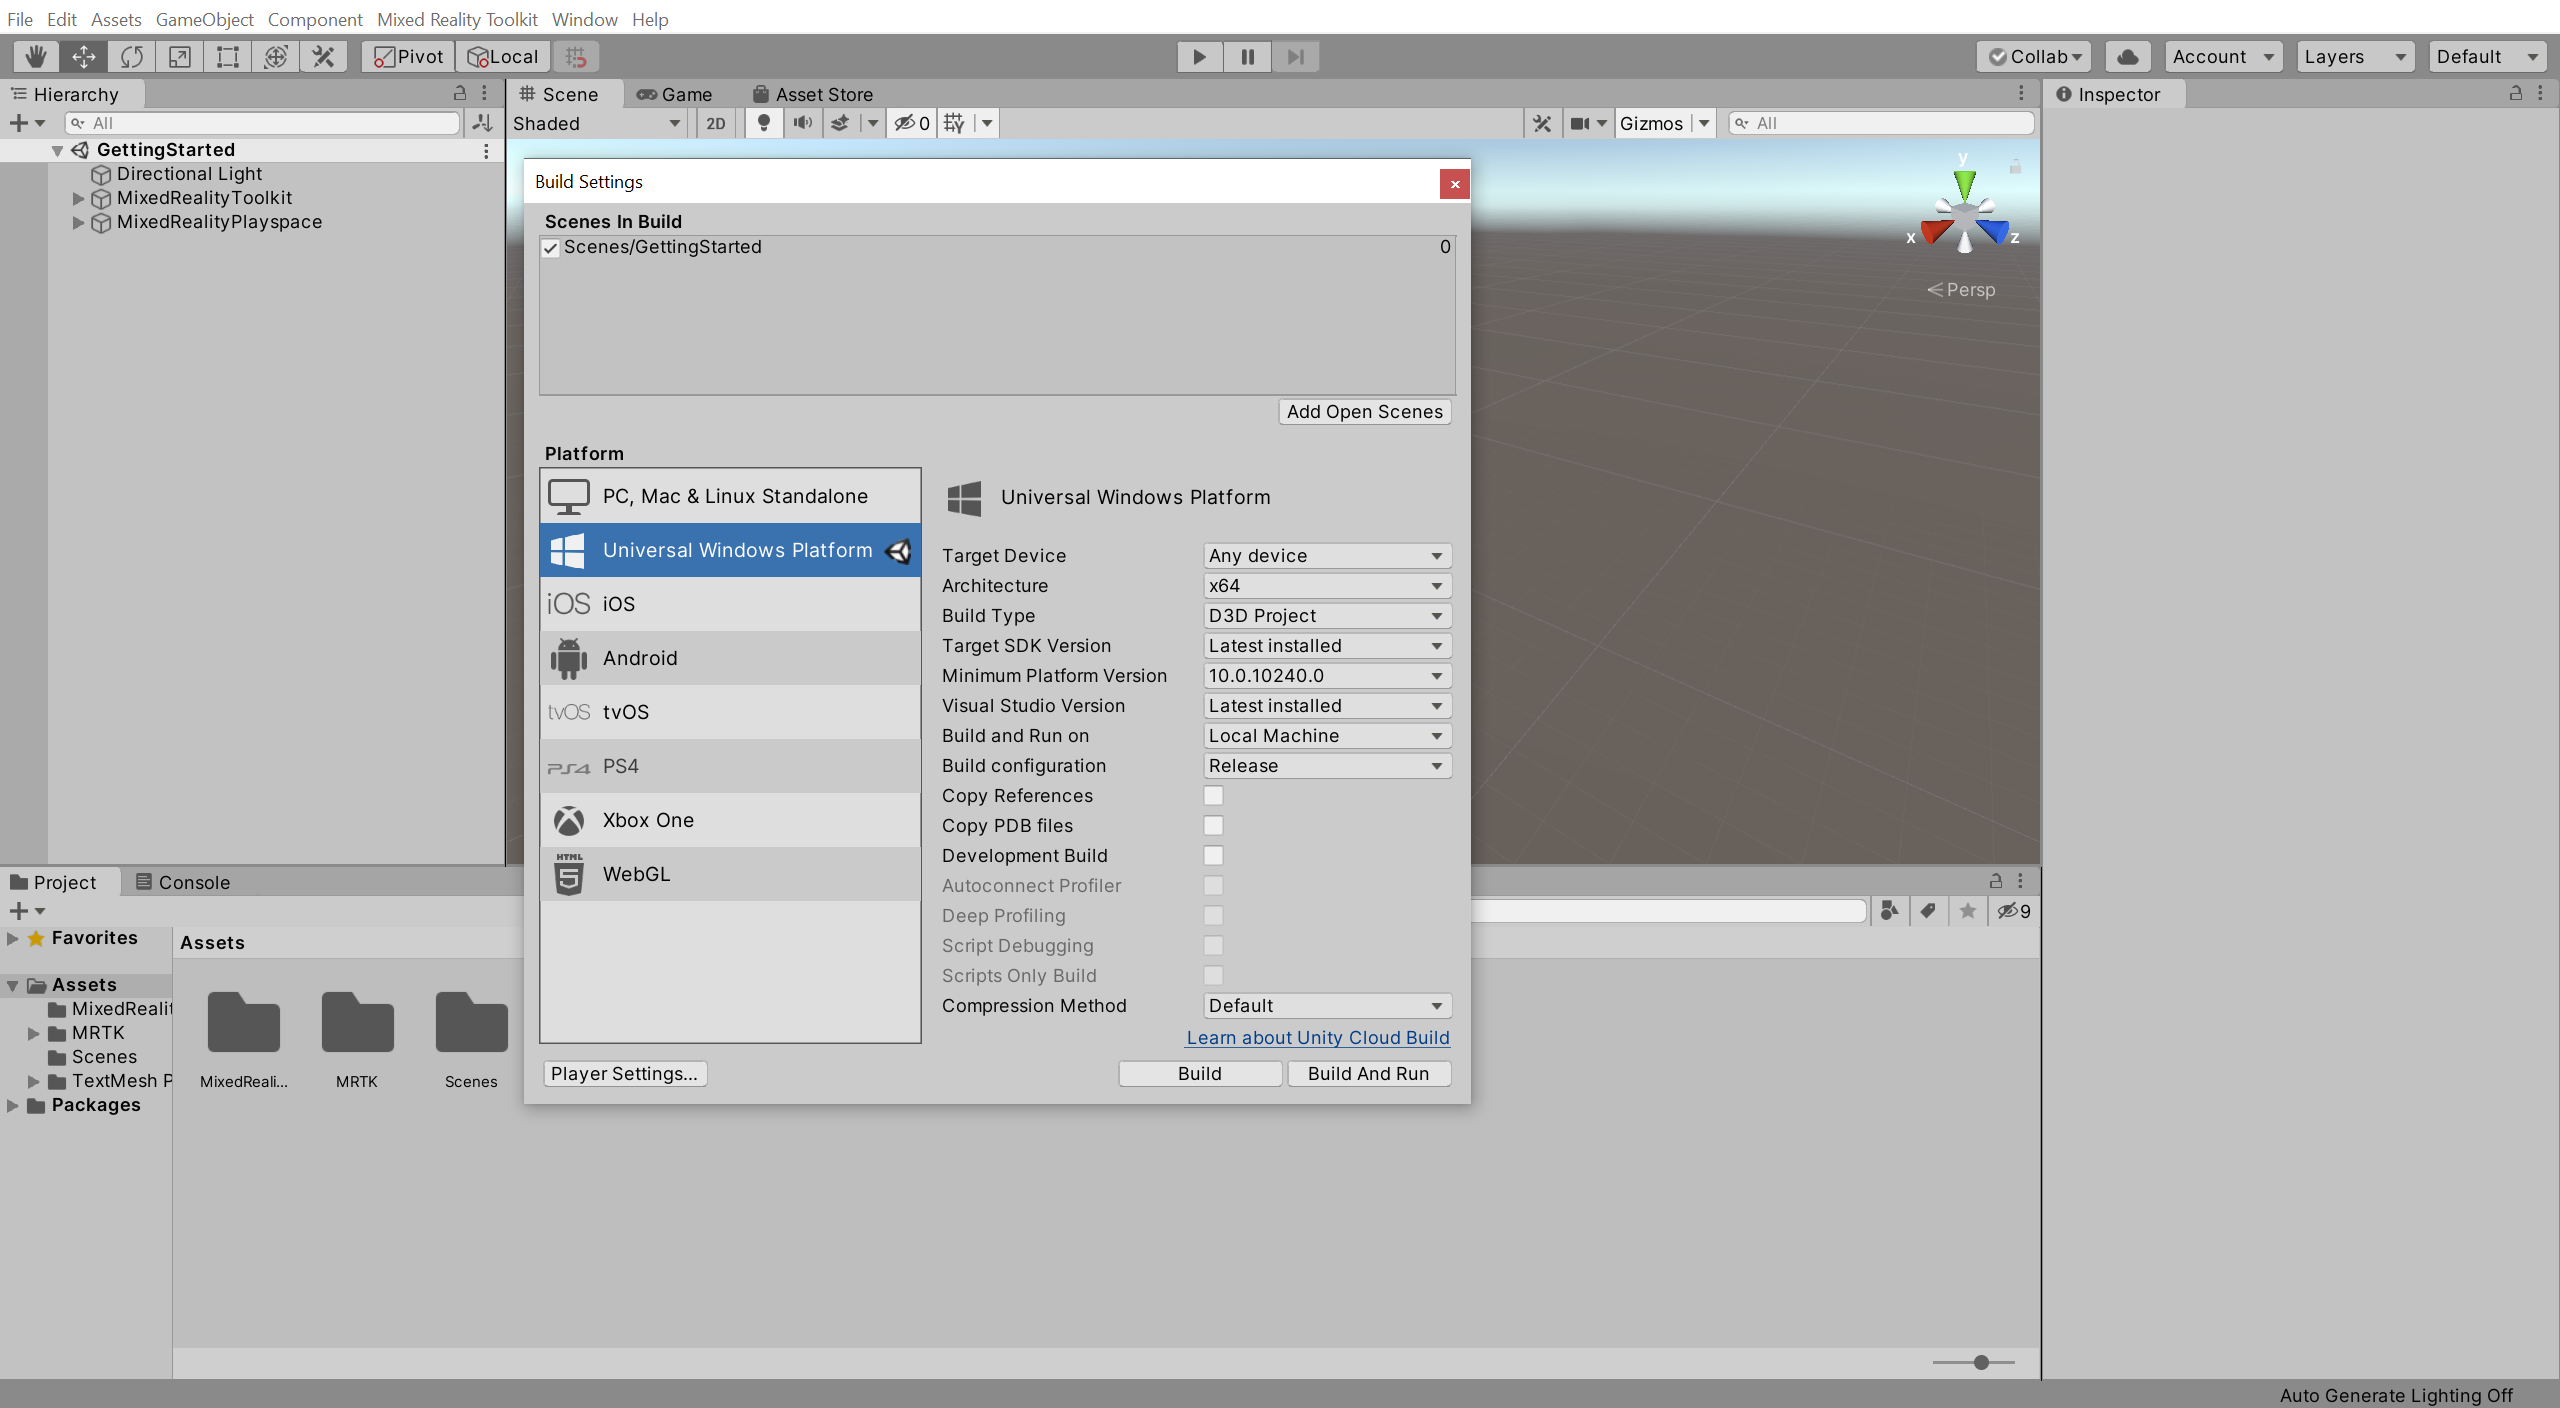 File Edit Assets GameObject Component Mixed Reality Toolkit Window Help
Pivot Local Collab Account Layers Default
Hierarchy
All
GettingStarted
Directional Light
MixedRealityToolkit
MixedRealityPlayspace
Scene Game Asset Store
Shaded 2D 0 Gizmos All
y
x z
Persp
Inspector
Build Settings
x
Scenes In Build
Scenes/GettingStarted 0
Add Open Scenes
Platform
PC, Mac & Linux Standalone
Universal Windows Platform
iOS iOS
Android
tvOS tvOS
PS4 PS4
Xbox One
HTML 5 WebGL
Universal Windows Platform
Target Device Any device
Architecture x64
Build Type D3D Project
Target SDK Version Latest installed
Minimum Platform Version 10.0.10240.0
Visual Studio Version Latest installed
Build and Run on Local Machine
Build configuration Release
Copy References
Copy PDB files
Development Build
Autoconnect Profiler
Deep Profiling
Script Debugging
Scripts Only Build
Compression Method Default
Learn about Unity Cloud Build
Player Settings... Build Build And Run
Project Console
9
Favorites
Assets
MixedRealit
MRTK
Scenes
TextMesh P
Packages
Assets
MixedReali... MRTK Scenes
Auto Generate Lighting Off